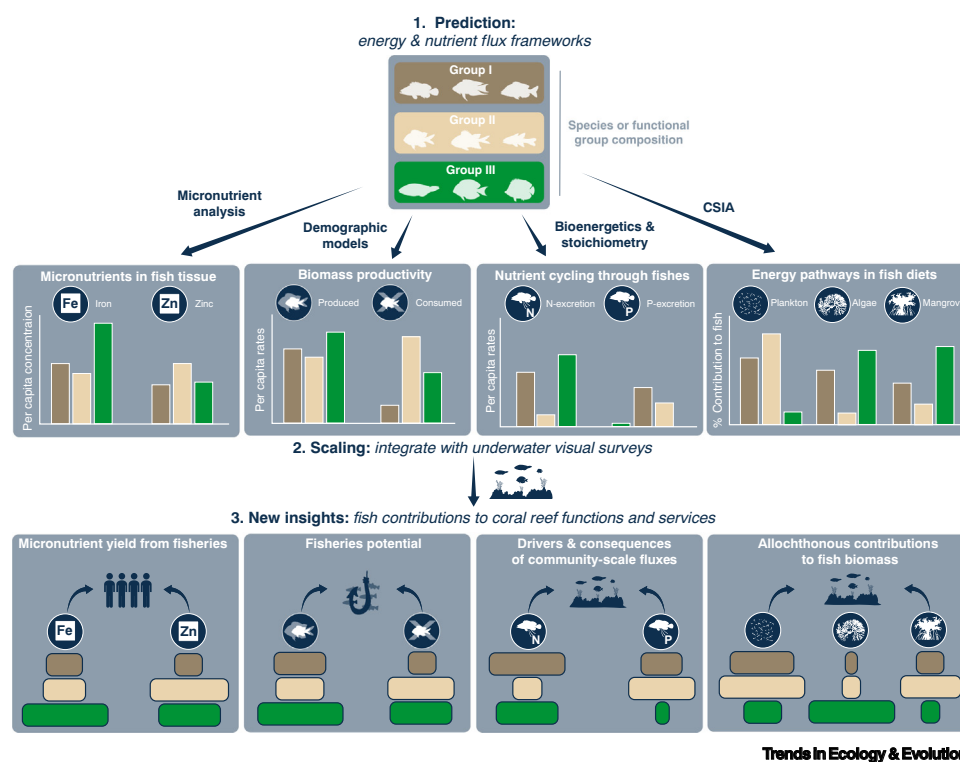 1. Prediction:
energy & nutrient flux frameworks
Group I
Group II
Group III
Species or functional
group composition
Micronutrient
analysis
Demographic
models
Bioenergetics &
stoichiometry
CSIA
Micronutrients in fish tissue
Fe Iron Zn Zinc
Per capita concentraion
Biomass productivity
Produced Consumed
Per capita rates
Nutrient cycling through fishes
N N-excretion P P-excretion
Per capita rates
Energy pathways in fish diets
Plankton Algae Mangrov
% Contribution to fish
2. Scaling: integrate with underwater visual surveys
3. New insights: fish contributions to coral reef functions and services
Micronutrient yield from fisheries
Fe Zn
Fisheries potential
Drivers & consequences
of community-scale fluxes
N P
Allochthonous contributions
to fish biomass
Trends in Ecology & Evolution